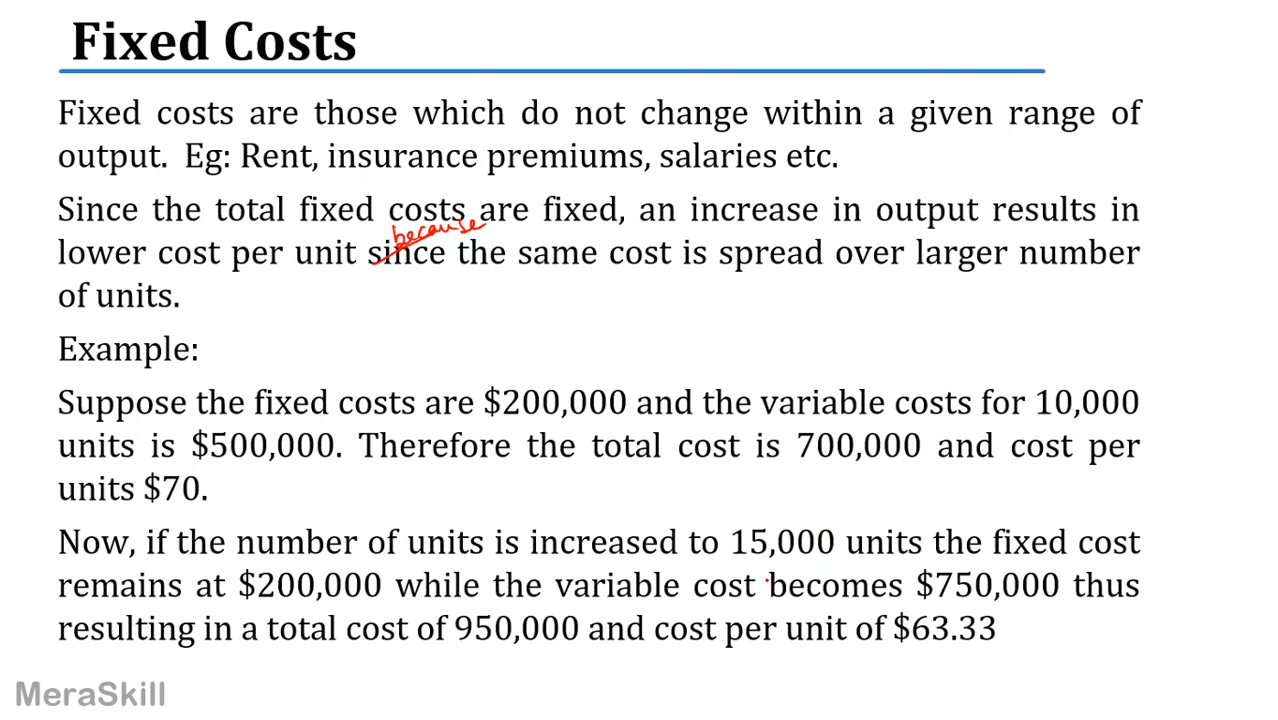 Fixed Costs
Fixed costs are those which do not change within a given range of
output. Eg: Rent, insurance premiums, salaries etc.
Since the total fixed costs are fixed, an increase in output results in
because
lower cost per unit since the same cost is spread over larger number
of units.
Example:
Suppose the fixed costs are $200,000 and the variable costs for 10,000
units is $500,000. Therefore the total cost is 700,000 and cost per
units $70.
Now, if the number of units is increased to 15,000 units the fixed cost
remains at $200,000 while the variable cost becomes $750,000 thus
resulting in a total cost of 950,000 and cost per unit of $63.33
MeraSkill